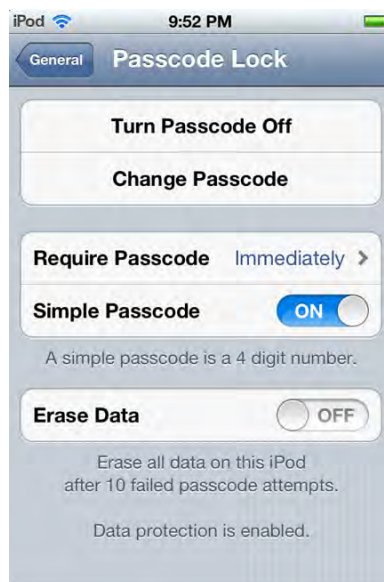 iPod 9:52 PM
General Passcode Lock
Turn Passcode Off
Change Passcode
Require Passcode Immediately
Simple Passcode ON
A simple passcode is a 4 digit number.
Erase Data OFF
Erase all data on this iPod
after 10 failed passcode attempts.
Data protection is enabled.